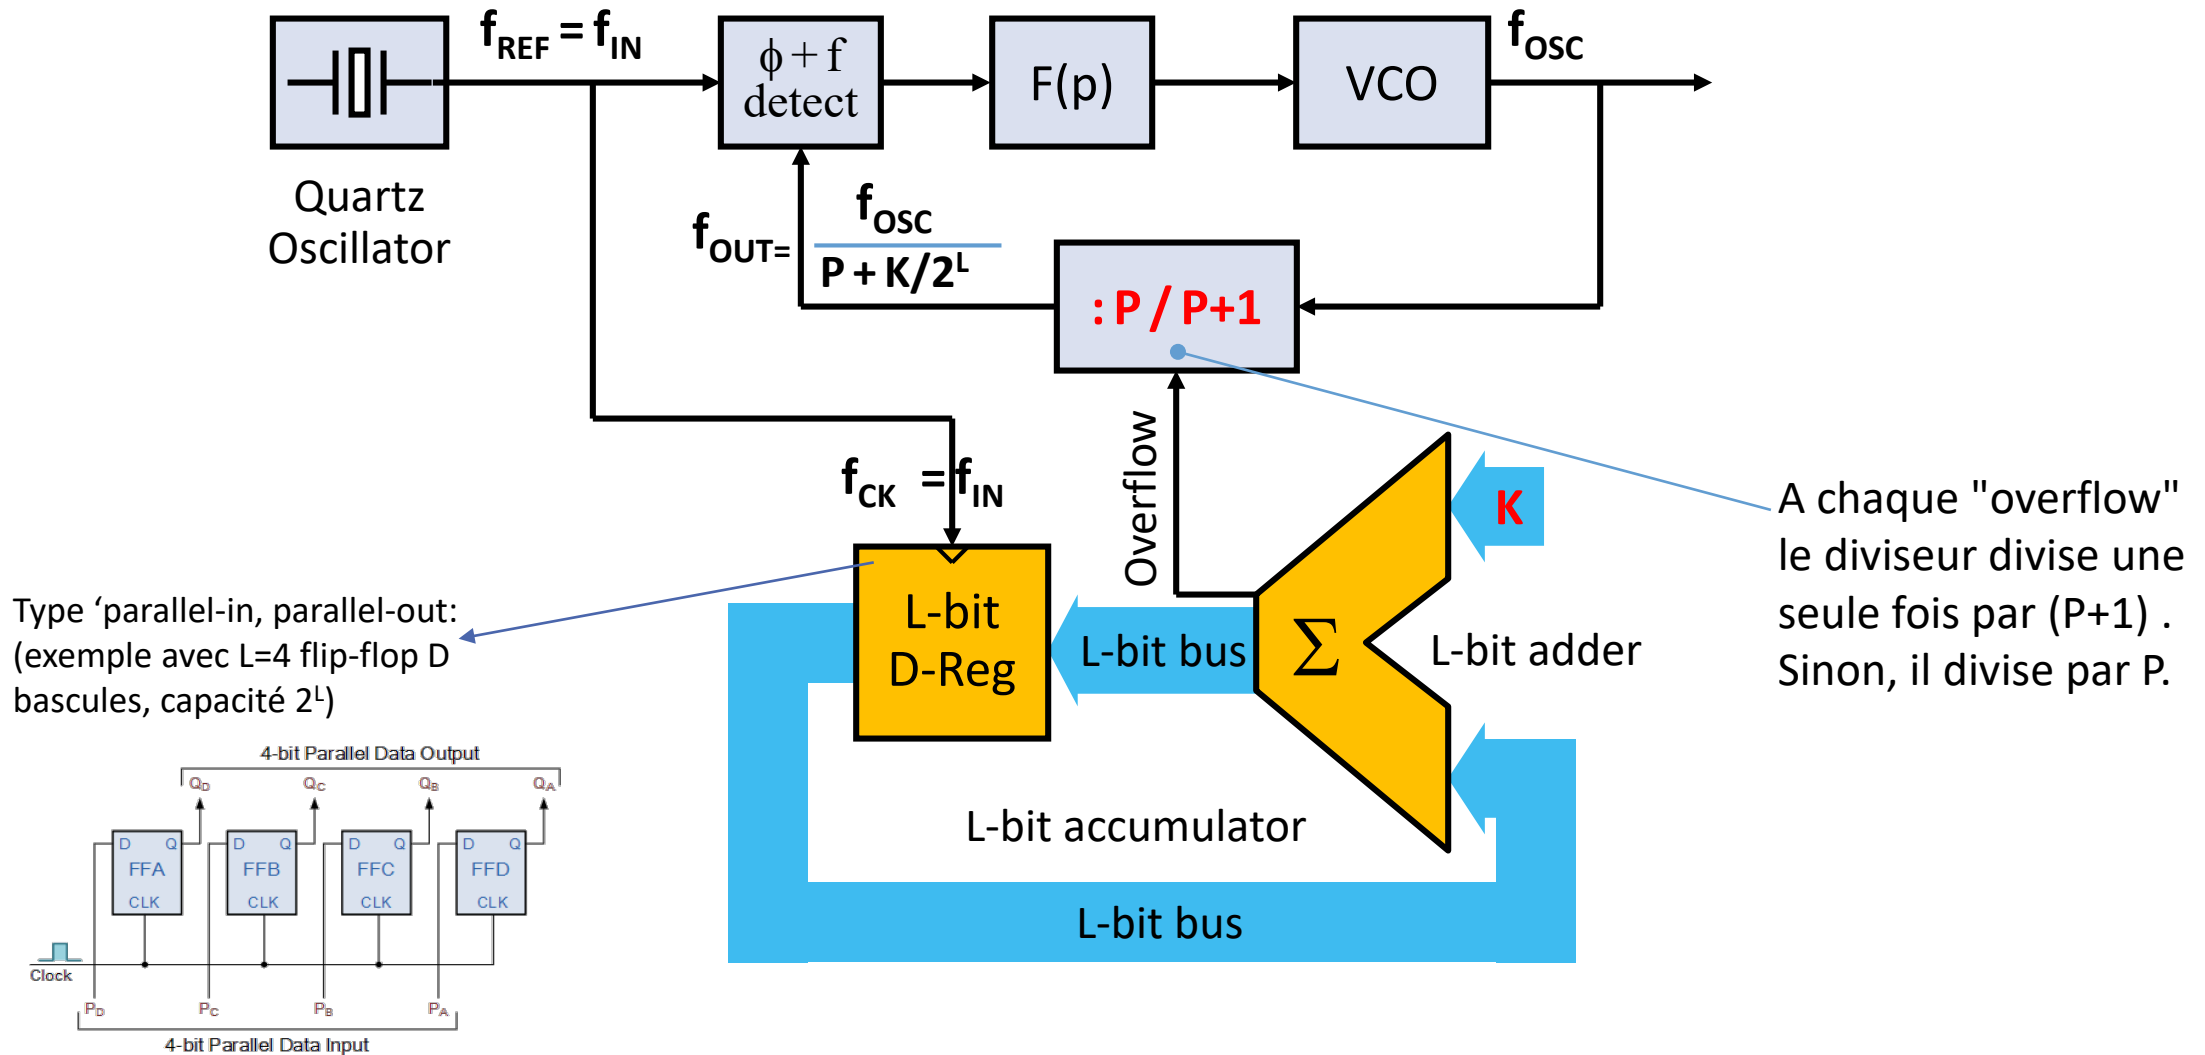 f_REF = f_IN
f_OSC
ϕ + f
detect
F(p)
VCO
Quartz
Oscillator
f_OUT=
f_OSC
P + K/2^L
: P / P+1
f_CK = f_IN
Overflow
K
A chaque "overflow"
le diviseur divise une
seule fois par (P+1) .
Sinon, il divise par P.
Type ‘parallel-in, parallel-out:
(exemple avec L=4 flip-flop D
bascules, capacité 2^L)
L-bit
D-Reg
L-bit bus
Σ
L-bit adder
L-bit accumulator
L-bit bus
4-bit Parallel Data Output
Q_D Q_C Q_B Q_A
D Q D Q D Q D Q
FFA FFB FFC FFD
CLK CLK CLK CLK
Clock
P_D P_C P_B P_A
4-bit Parallel Data Input